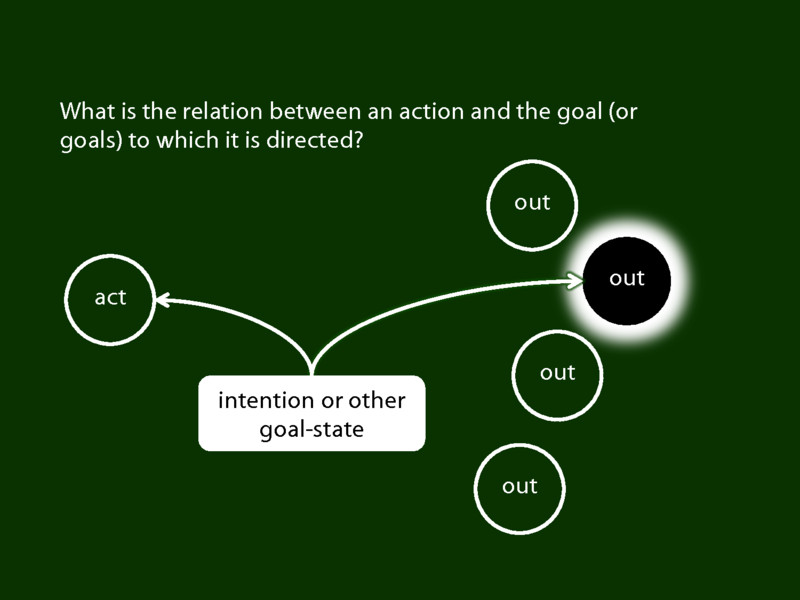 What is the relation between an action and the goal (or
goals) to which it is directed?
out
out
act
out
intention or other
goal-state
out